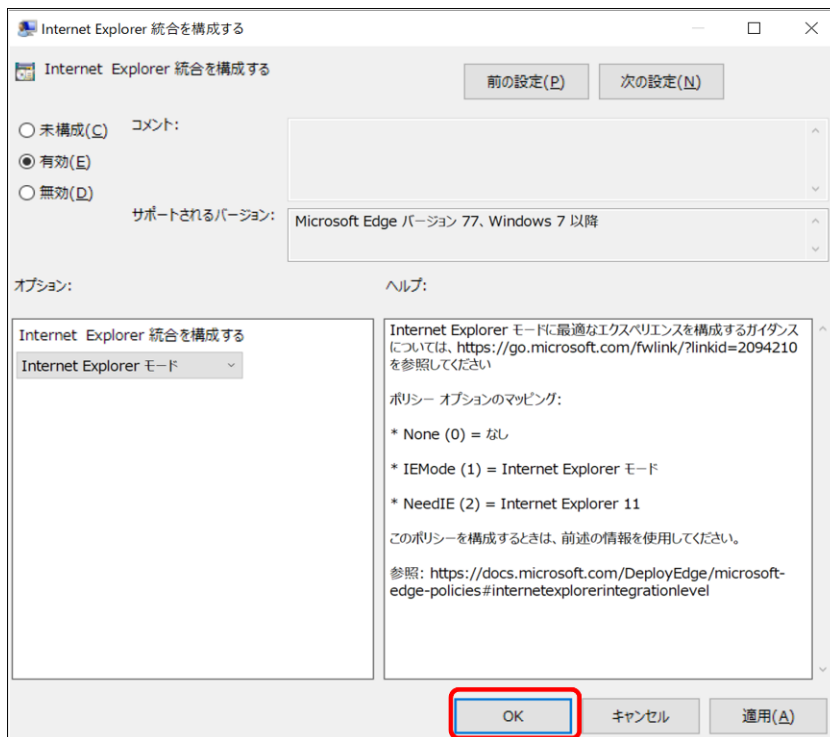 Internet Explorer 統合を構成する
Internet Explorer 統合を構成する
前の設定(P)
次の設定(N)
未構成(C)
コメント:
有効(E)
無効(D)
サポートされるバージョン:
Microsoft Edge バージョン 77、Windows 7 以降
オプション:
ヘルプ:
Internet Explorer 統合を構成する
Internet Explorer モード
Internet Explorer モードに最適なエクスペリエンスを構成するガイダンス
については、https://go.microsoft.com/fwlink/?linkid=2094210
を参照してください
ポリシー オプションのマッピング:
* None (0) = なし
* IEMode (1) = Internet Explorer モード
* NeedIE (2) = Internet Explorer 11
このポリシーを構成するときは、前述の情報を使用してください。
参照: https://docs.microsoft.com/DeployEdge/microsoft-
edge-policies#internetexplorerintegrationlevel
OK
キャンセル
適用(A)